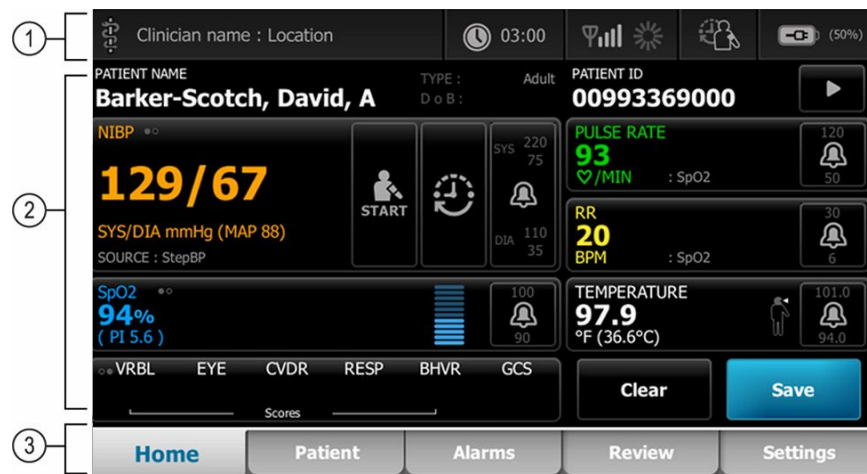 1
Clinician name : Location
03:00
(50%)
2
PATIENT NAME
Barker-Scotch, David, A
TYPE :
Adult
D o B :
PATIENT ID
00993369000
NIBP
129/67
SYS/DIA mmHg (MAP 88)
SOURCE : StepBP
START
SYS 220
75
DIA 110
35
PULSE RATE
93
/MIN : SpO2
120
50
RR
20
BPM : SpO2
30
6
SpO2
94%
( PI 5.6 )
100
90
TEMPERATURE
97.9
°F (36.6°C)
101.0
94.0
VRBL EYE CVDR RESP BHVR GCS
Scores
Clear
Save
3
Home Patient Alarms Review Settings